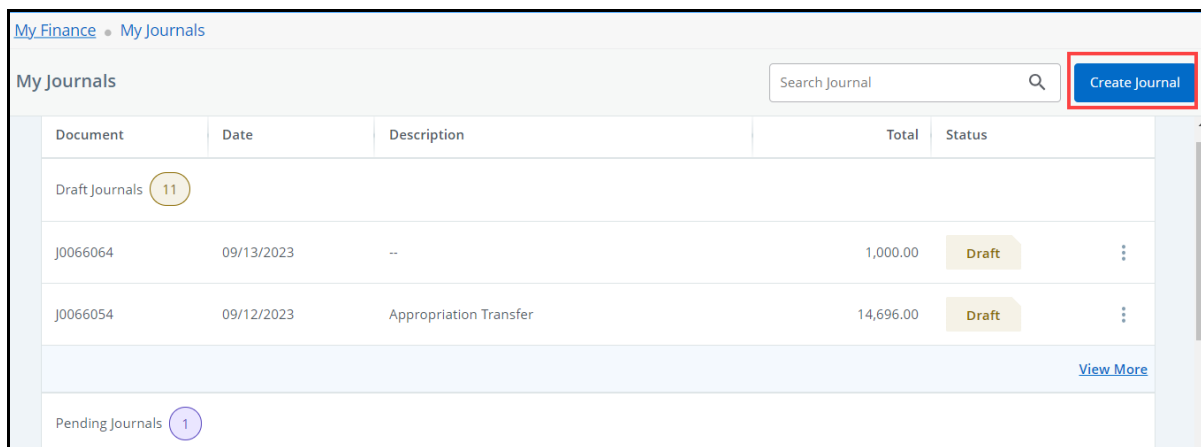 My Finance • My Journals
My Journals Search Journal Create Journal
Document Date Description Total Status
Draft Journals 11
J0066064 09/13/2023 -- 1,000.00 Draft
J0066054 09/12/2023 Appropriation Transfer 14,696.00 Draft
View More
Pending Journals 1